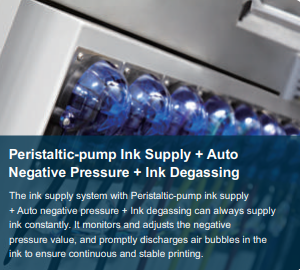 Peristaltic-pump Ink Supply + Auto
Negative Pressure + Ink Degassing
The ink supply system with Peristaltic-pump ink supply
+ Auto negative pressure + Ink degassing can always supply
ink constantly. It monitors and adjusts the negative
pressure value, and promptly discharges air bubbles in the
ink to ensure continuous and stable printing.